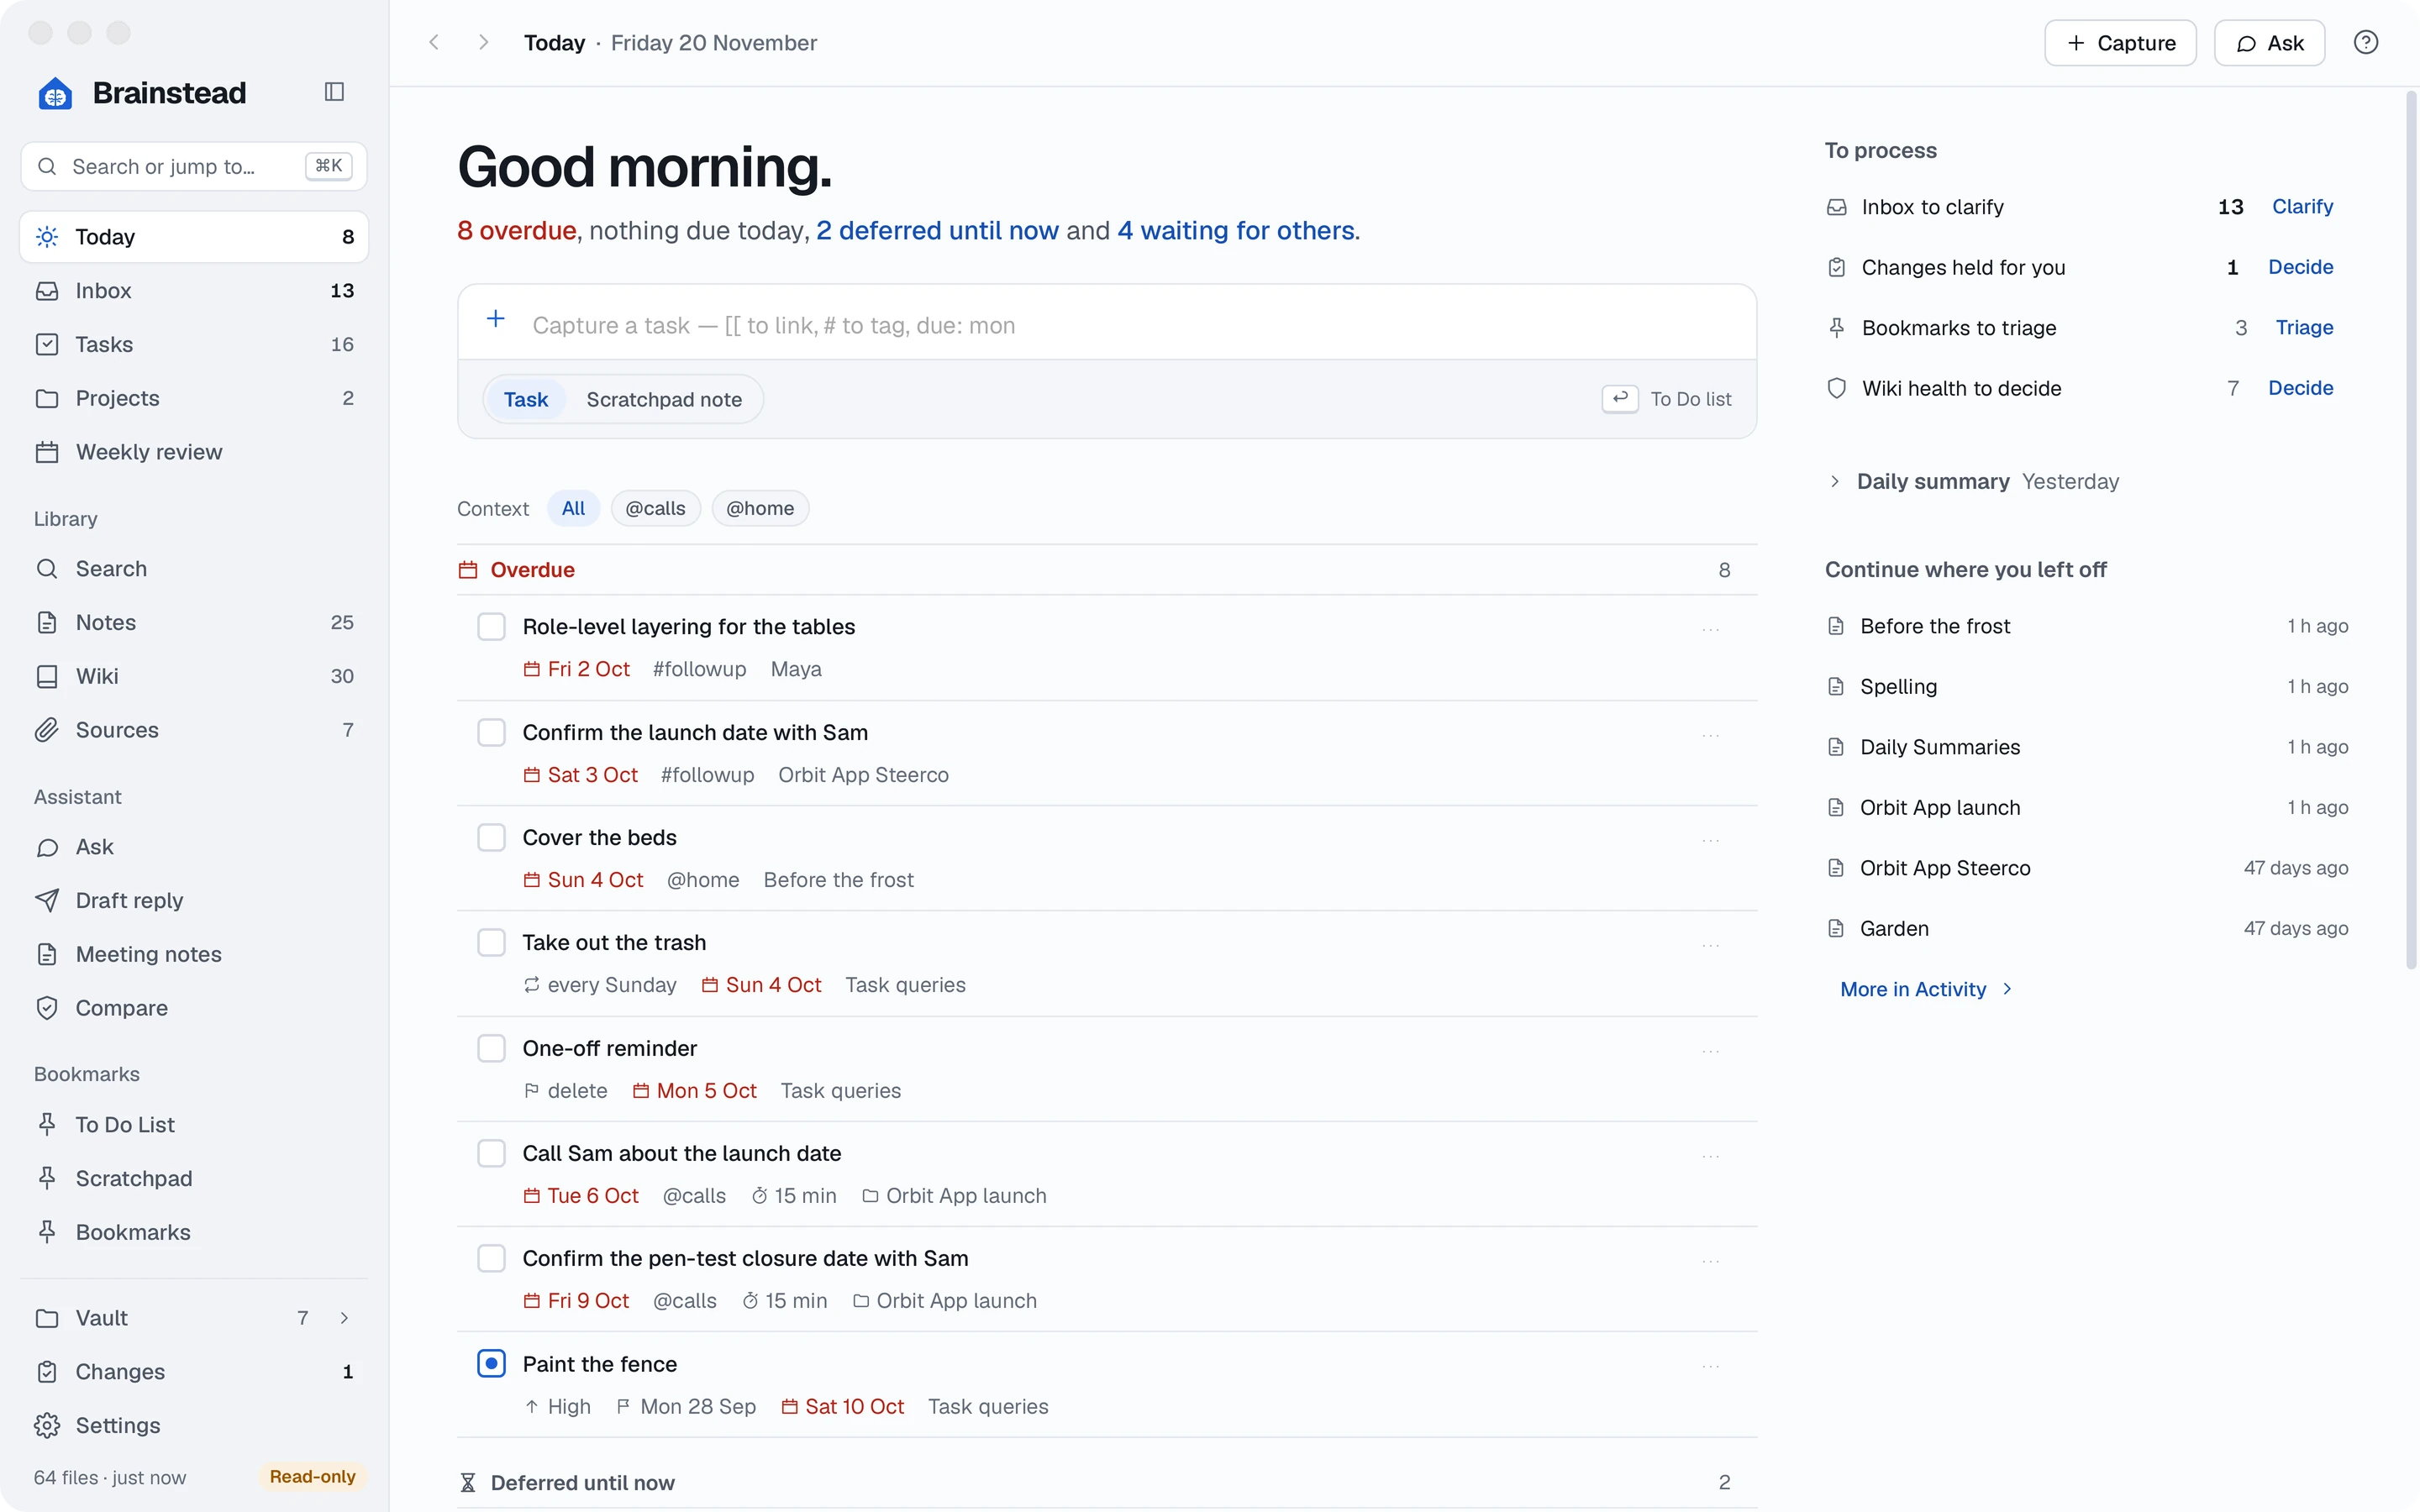 Brainstead
Search or jump to... ⌘K
Today 8
Inbox 13
Tasks 16
Projects 2
Weekly review
Library
Search
Notes 25
Wiki 30
Sources 7
Assistant
Ask
Draft reply
Meeting notes
Compare
Bookmarks
To Do List
Scratchpad
Bookmarks
Vault 7
Changes 1
Settings
64 files · just now Read-only
Today · Friday 20 November
Capture
Ask
Good morning.
8 overdue, nothing due today, 2 deferred until now and 4 waiting for others.
Capture a task — [[ to link, # to tag, due: mon
Task Scratchpad note To Do list
Context All @calls @home
Overdue 8
Role-level layering for the tables
Fri 2 Oct #followup Maya
Confirm the launch date with Sam
Sat 3 Oct #followup Orbit App Steerco
Cover the beds
Sun 4 Oct @home Before the frost
Take out the trash
every Sunday Sun 4 Oct Task queries
One-off reminder
delete Mon 5 Oct Task queries
Call Sam about the launch date
Tue 6 Oct @calls 15 min Orbit App launch
Confirm the pen-test closure date with Sam
Fri 9 Oct @calls 15 min Orbit App launch
Paint the fence
High Mon 28 Sep Sat 10 Oct Task queries
Deferred until now 2
To process
Inbox to clarify 13 Clarify
Changes held for you 1 Decide
Bookmarks to triage 3 Triage
Wiki health to decide 7 Decide
Daily summary Yesterday
Continue where you left off
Before the frost 1 h ago
Spelling 1 h ago
Daily Summaries 1 h ago
Orbit App launch 1 h ago
Orbit App Steerco 47 days ago
Garden 47 days ago
More in Activity